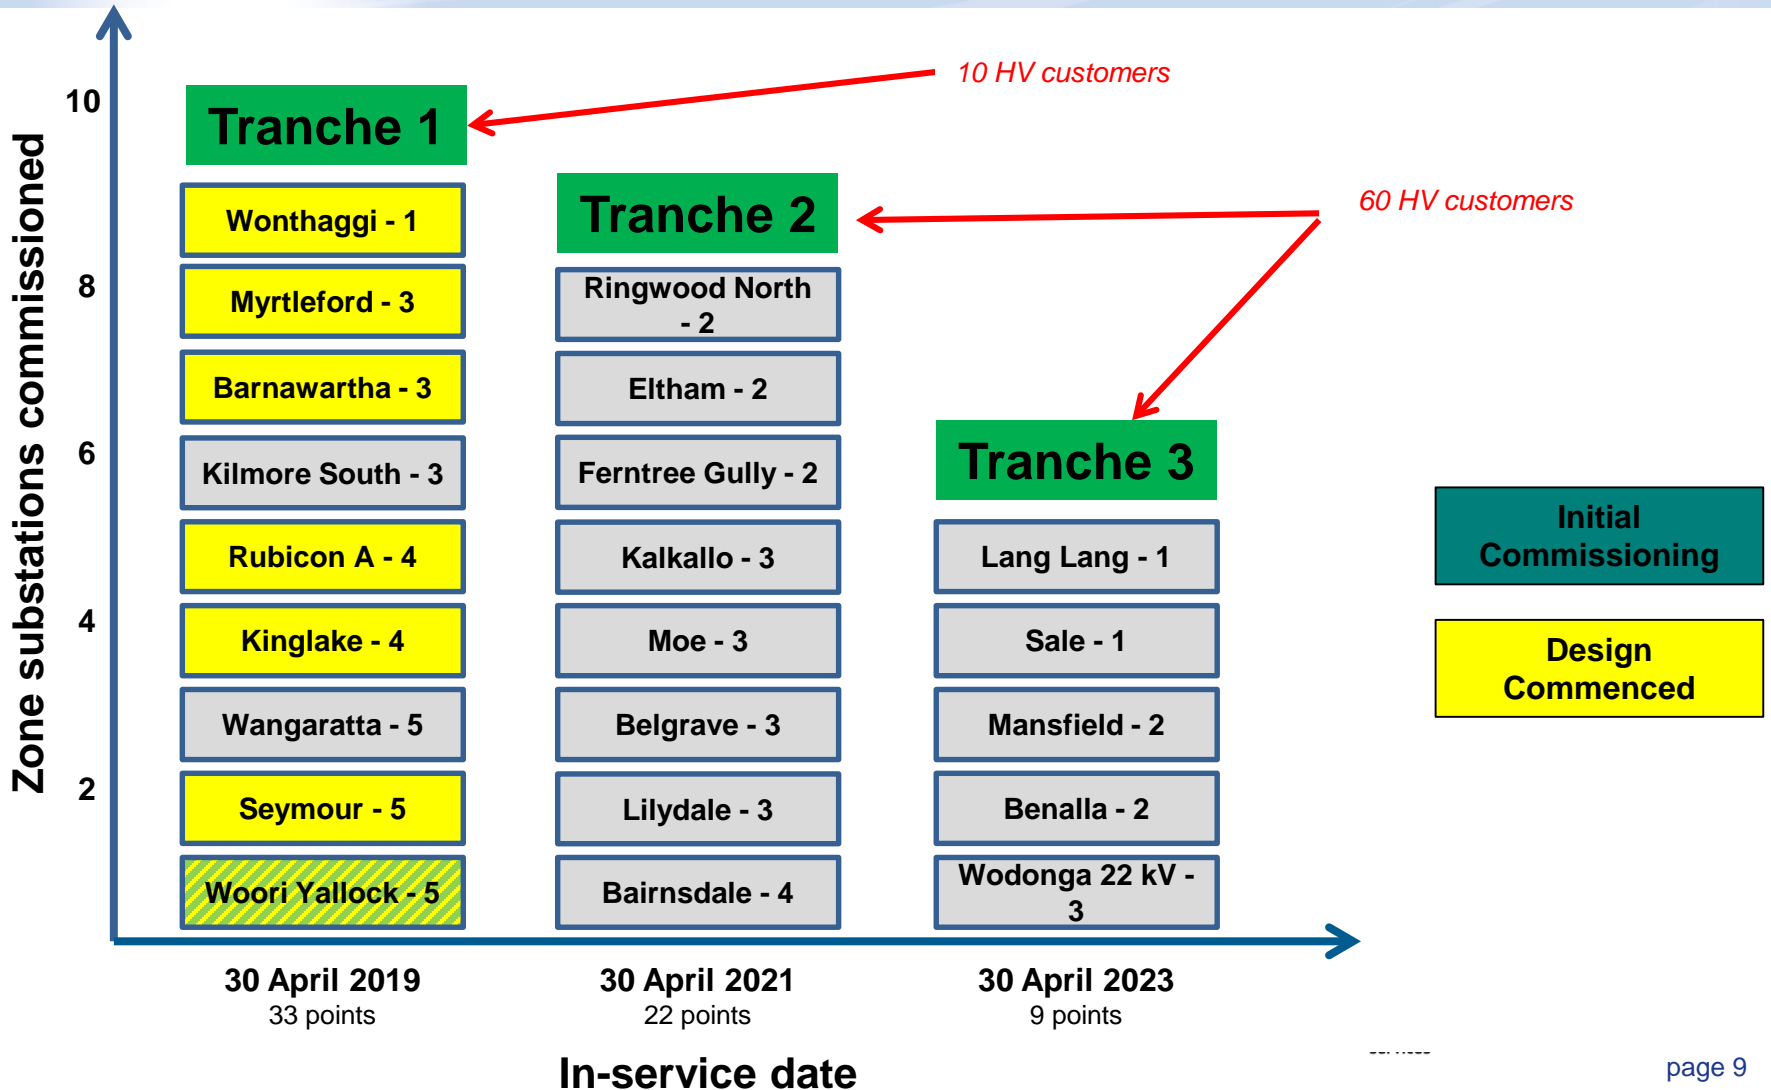 10 HV customers
10
Tranche 1
Zone substations commissioned
60 HV customers
Wonthaggi - 1
Tranche 2
8
Myrtleford - 3
Ringwood North
- 2
Barnawartha - 3
Eltham - 2
6
Kilmore South - 3
Ferntree Gully - 2
Tranche 3
Initial
Commissioning
Rubicon A - 4
Kalkallo - 3
Lang Lang - 1
4
Kinglake - 4
Moe - 3
Sale - 1
Design
Commenced
Wangaratta - 5
Belgrave - 3
Mansfield - 2
2
Seymour - 5
Lilydale - 3
Benalla - 2
Woori Yallock - 5
Bairnsdale - 4
Wodonga 22 kV -
3
30 April 2019
33 points
30 April 2021
22 points
30 April 2023
9 points
In-service date
page 9